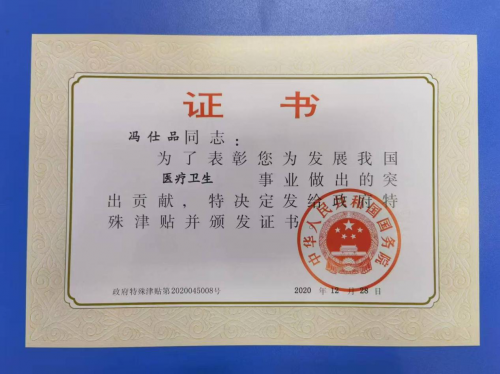 证书
冯仕品同志：
为了表彰您为发展我国
医疗卫生 事业做出的突
出贡献，特决定发给政府特
殊津贴并颁发证书
中华人民共和国国务院
政府特殊津贴第2020045008号
2020 年 12 月 28 日